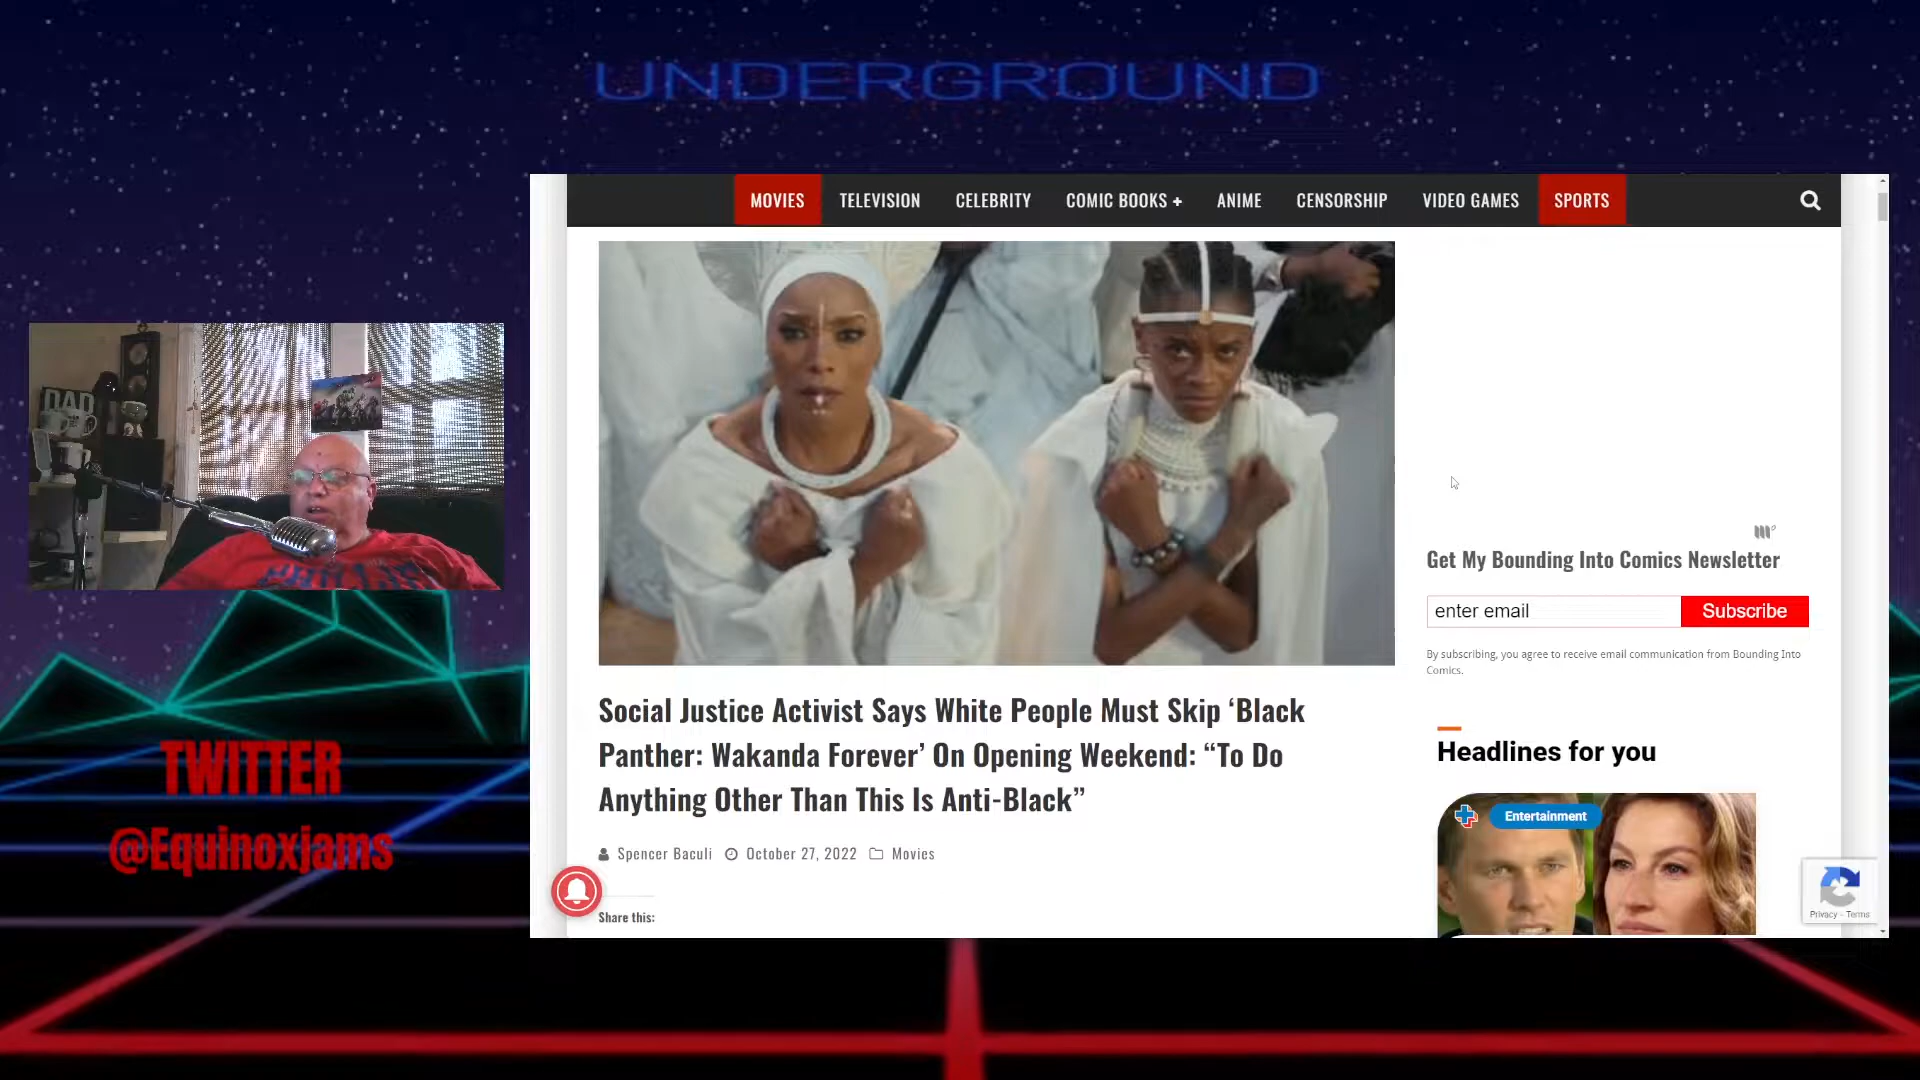 UNDERGROUND
MOVIES TELEVISION CELEBRITY COMIC BOOKS + ANIME CENSORSHIP VIDEO GAMES SPORTS
DAD
Social Justice Activist Says White People Must Skip ‘Black
Panther: Wakanda Forever’ On Opening Weekend: “To Do
Anything Other Than This Is Anti-Black”
Spencer Baculi October 27, 2022 Movies
Share this:
Get My Bounding Into Comics Newsletter
enter email Subscribe
By subscribing, you agree to receive email communication from Bounding Into
Comics.
Headlines for you
Entertainment
Privacy - Terms
TWITTER
@Equinoxjams